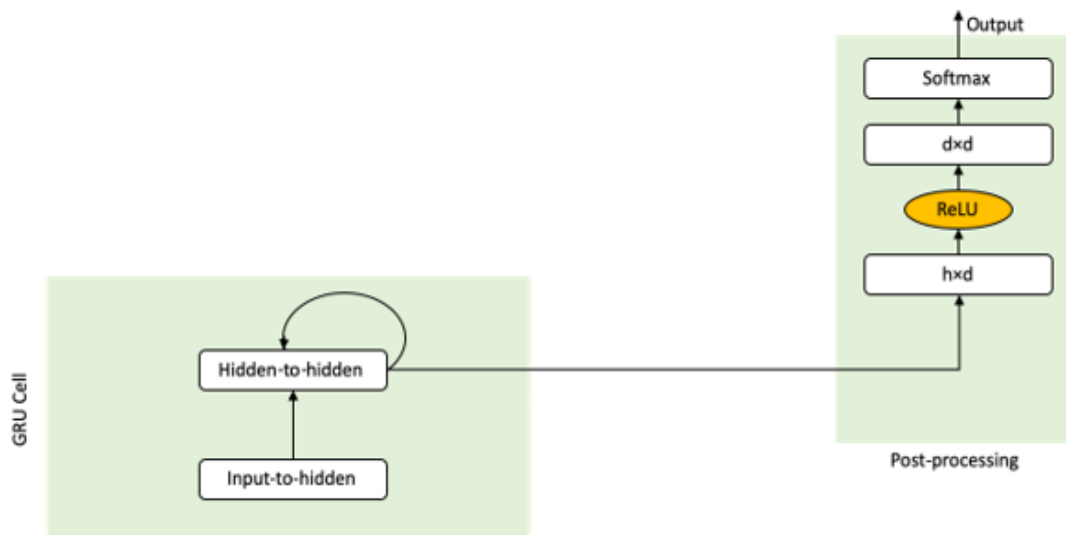 Output
Softmax
d×d
ReLU
h×d
Post-processing
GRU Cell
Hidden-to-hidden
Input-to-hidden